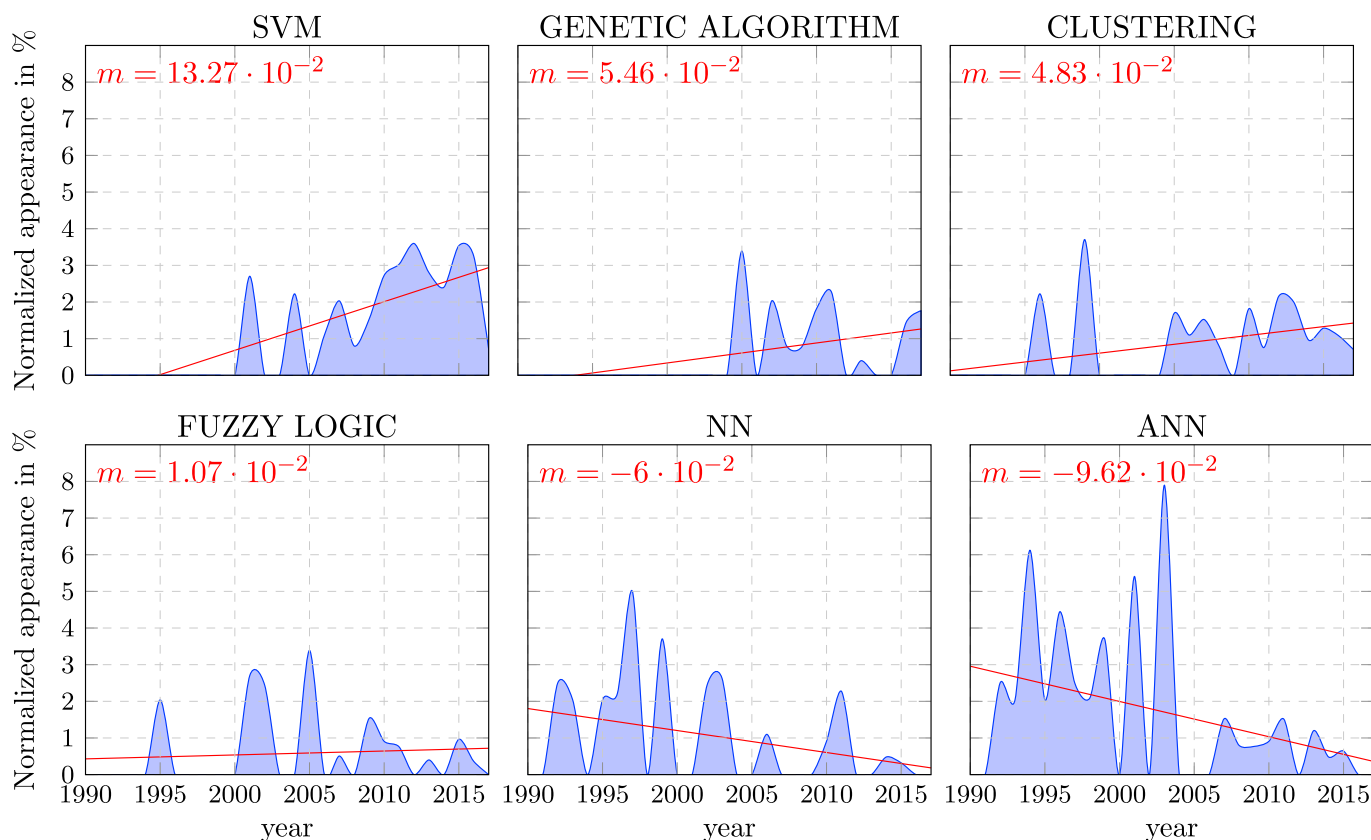 SVM
GENETIC ALGORITHM
CLUSTERING
Normalized appearance in %
m = 13.27 · 10⁻²
m = 5.46 · 10⁻²
m = 4.83 · 10⁻²
8
7
6
5
4
3
2
1
0
FUZZY LOGIC
NN
ANN
Normalized appearance in %
m = 1.07 · 10⁻²
m = −6 · 10⁻²
m = −9.62 · 10⁻²
8
7
6
5
4
3
2
1
0
1990 1995 2000 2005 2010 2015
1990 1995 2000 2005 2010 2015
1990 1995 2000 2005 2010 2015
year
year
year